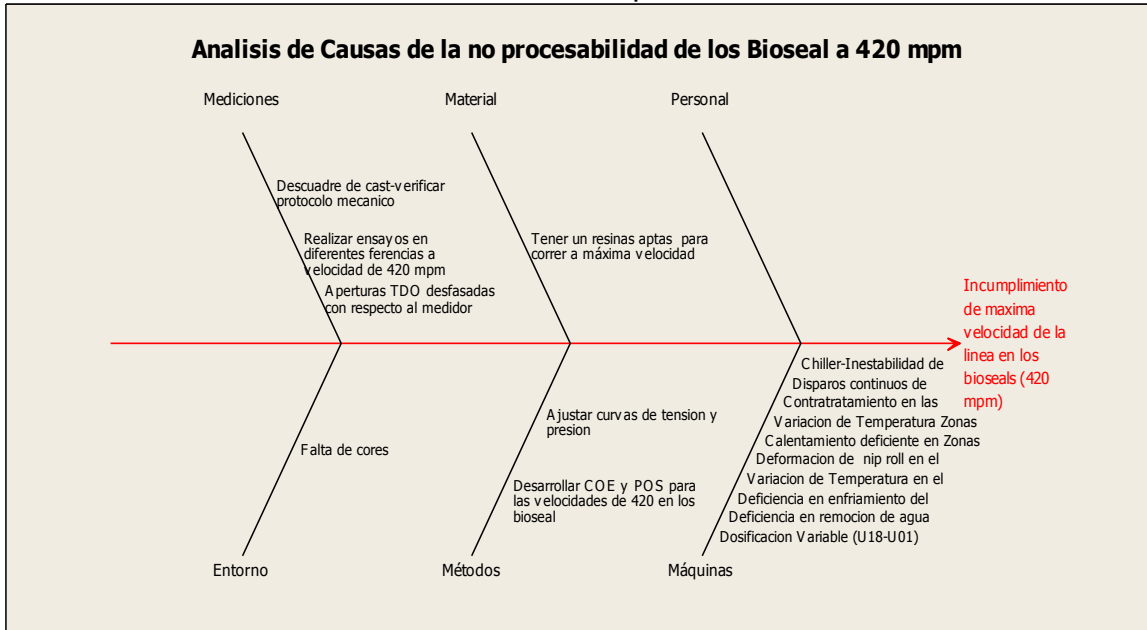 Analisis de Causas de la no procesabilidad de los Bioseal a 420 mpm
Mediciones
Material
Personal
Descuadre de cast-verificar
protocolo mecanico
Realizar ensayos en
diferentes ferencias a
velocidad de 420 mpm
Aperturas TDO desfasadas
con respecto al medidor
Tener un resinas aptas para
correr a máxima velocidad
Incumplimiento
de maxima
velocidad de la
linea en los
bioseals (420
mpm)
Falta de cores
Ajustar curvas de tension y
presion
Desarrollar COE y POS para
las velocidades de 420 en los
bioseal
Chiller-Inestabilidad de
Disparos continuos de
Contratratamiento en las
Variacion de Temperatura Zonas
Calentamiento deficiente en Zonas
Deformacion de nip roll en el
Variacion de Temperatura en el
Deficiencia en enfriamiento del
Deficiencia en remocion de agua
Dosificacion Variable (U18-U01)
Entorno
Métodos
Máquinas